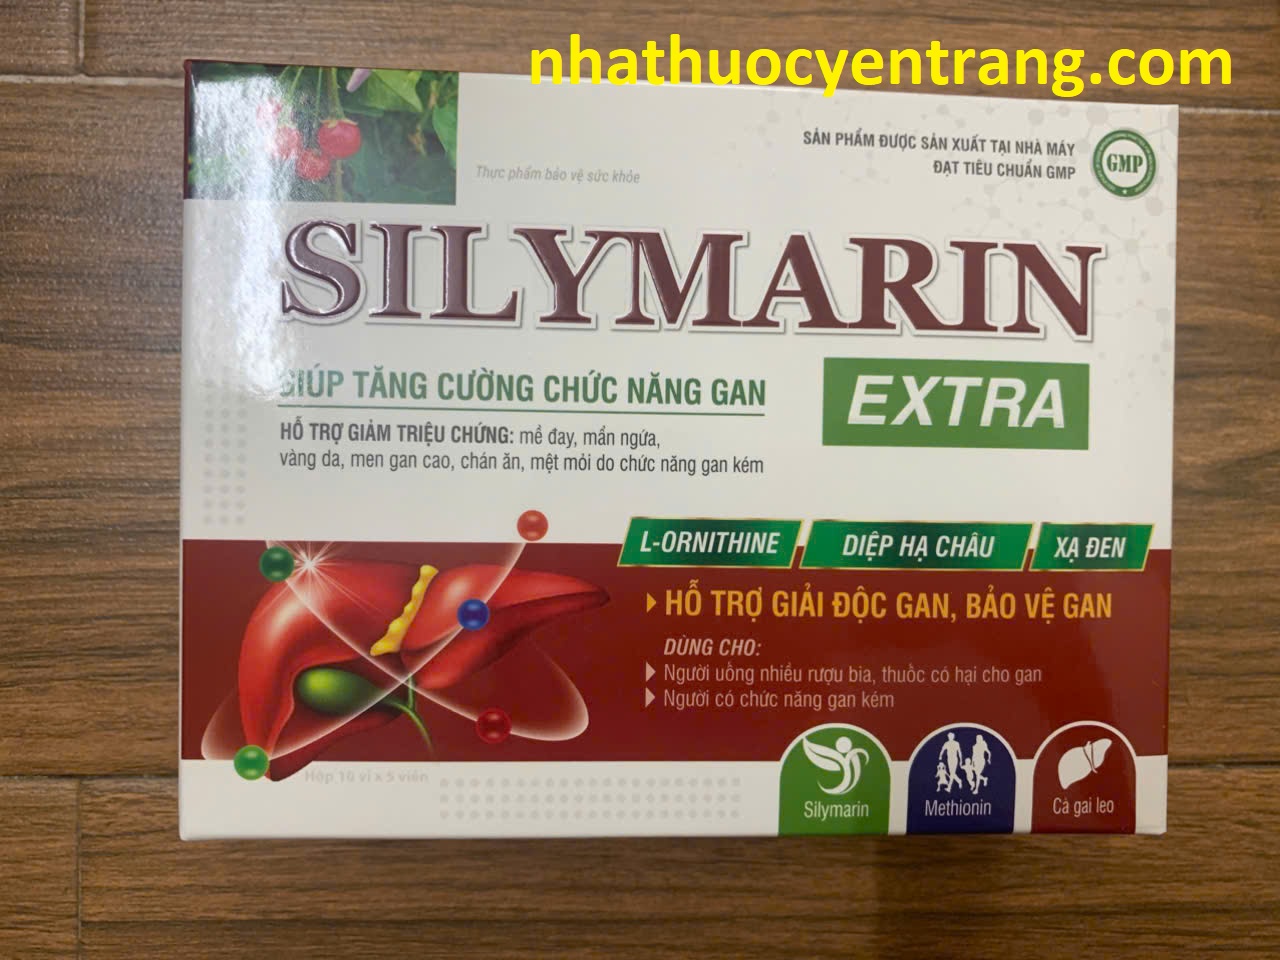 nhathuocyentrang.com
SẢN PHẨM ĐƯỢC SẢN XUẤT TẠI NHÀ MÁY
ĐẠT TIÊU CHUẨN GMP
GMP
Thực phẩm bảo vệ sức khỏe
SILYMARIN
EXTRA
GIÚP TĂNG CƯỜNG CHỨC NĂNG GAN
HỖ TRỢ GIẢM TRIỆU CHỨNG: mề đay, mẩn ngứa,
vàng da, men gan cao, chán ăn, mệt mỏi do chức năng gan kém
L-ORNITHINE
DIỆP HẠ CHÂU
XẠ ĐEN
HỖ TRỢ GIẢI ĐỘC GAN, BẢO VỆ GAN
DÙNG CHO:
Người uống nhiều rượu bia, thuốc có hại cho gan
Người có chức năng gan kém
Hộp 10 vỉ x 5 viên
Silymarin
Methionin
Cà gai leo